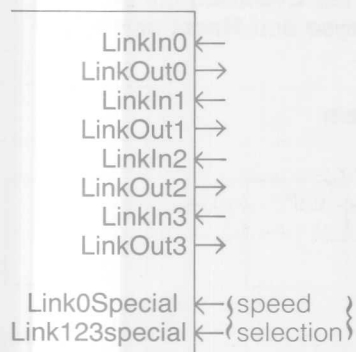 LinkIn0
LinkOut0
LinkIn1
LinkOut1
LinkIn2
LinkOut2
LinkIn3
LinkOut3
Link0Special speed
Link123special selection